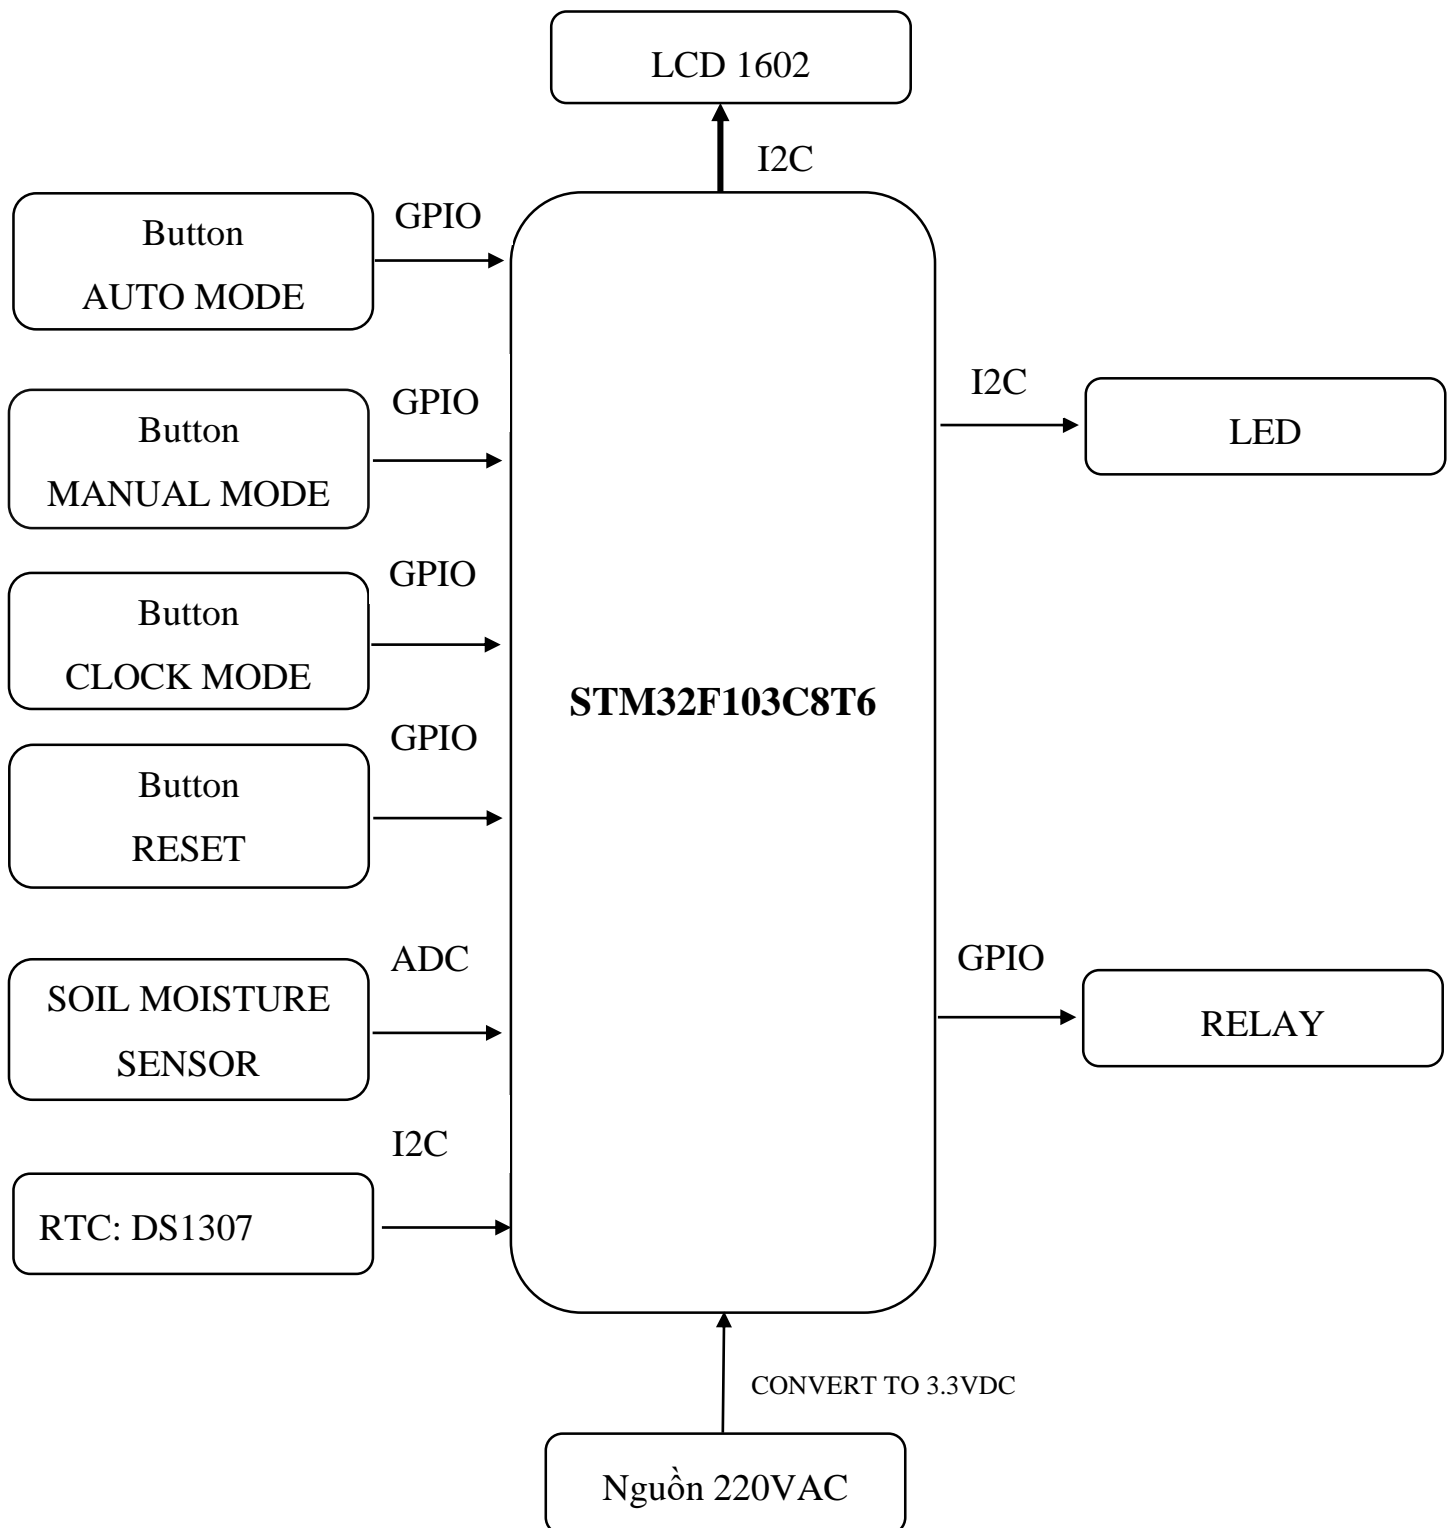 LCD 1602
I2C
Button
AUTO MODE
GPIO
Button
MANUAL MODE
GPIO
I2C
LED
Button
CLOCK MODE
GPIO
STM32F103C8T6
Button
RESET
GPIO
SOIL MOISTURE
SENSOR
ADC
GPIO
RELAY
RTC: DS1307
I2C
CONVERT TO 3.3VDC
Nguồn 220VAC